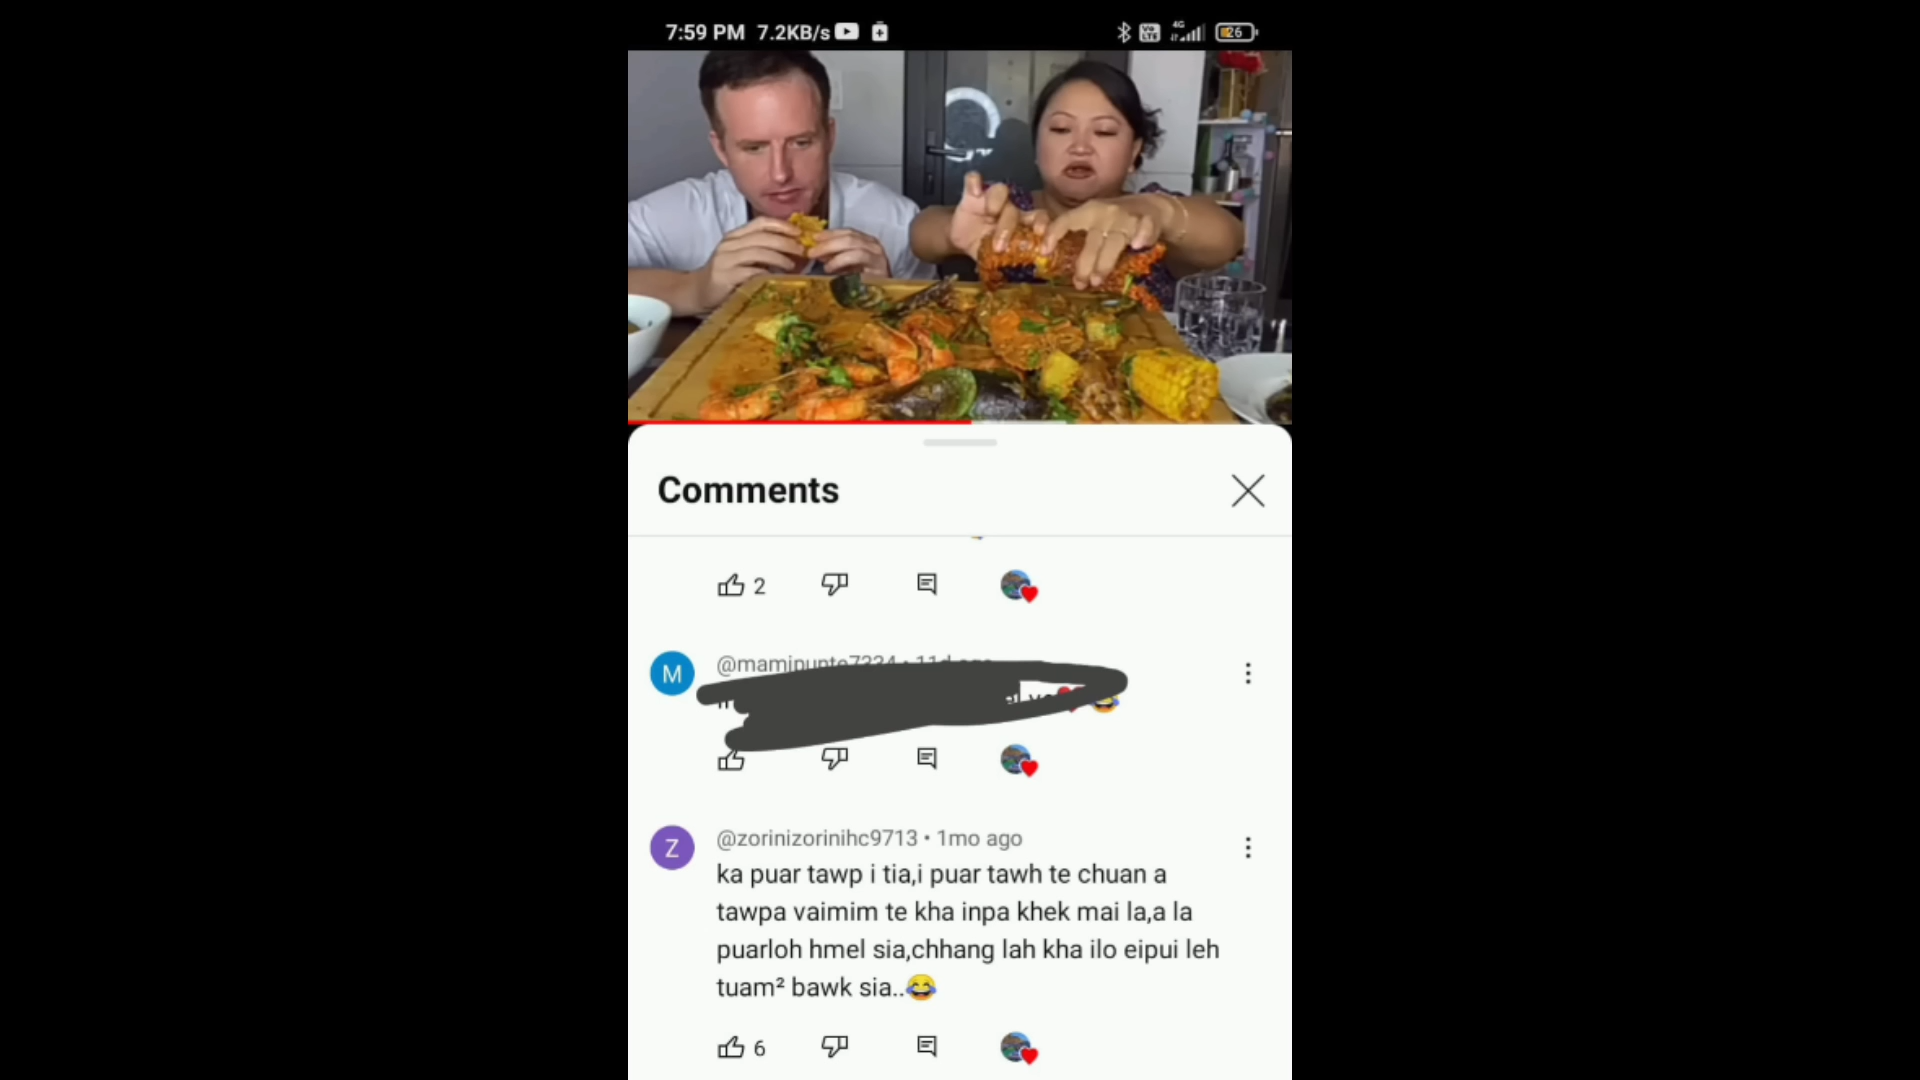 7:59 PM 7.2KB/s
4G
26
Comments
2
M
Z
@zorinizorinihc9713 • 1mo ago
ka puar tawp i tia,i puar tawh te chuan a
tawpa vaimim te kha inpa khek mai la,a la
puarloh hmel sia,chhang lah kha ilo eipui leh
tuam² bawk sia..😂
6